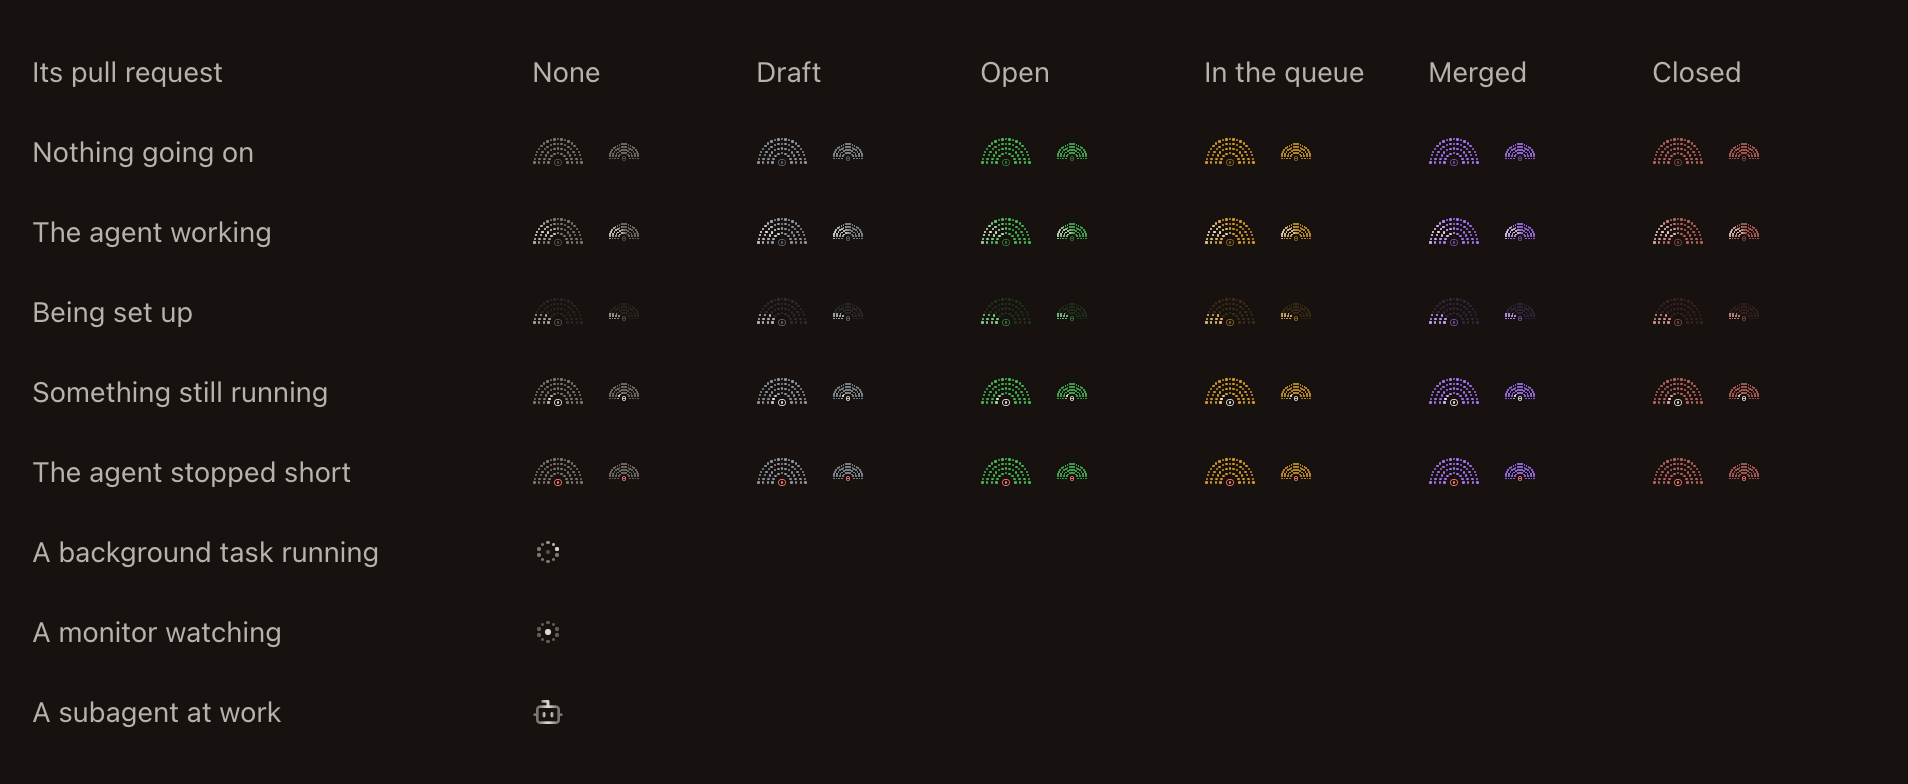 Its pull request None Draft Open In the queue Merged Closed
Nothing going on
The agent working
Being set up
Something still running
The agent stopped short
A background task running
A monitor watching
A subagent at work